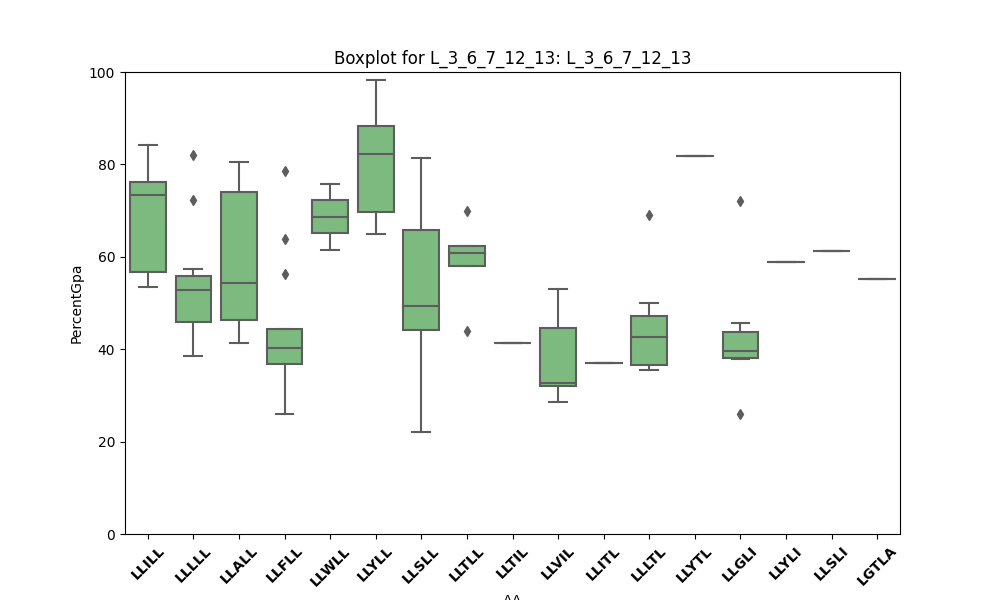 Boxplot for L_3_6_7_12_13: L_3_6_7_12_13
100
80
60
40
20
0
PercentGpa
LLILL LLLLL LLALL LLFLL LLWLL LLYLL LLSLL LLTLL LLTIL LLVIL LLITL LLLTL LLYTL LLGLI LLYLI LLSLI LGTLA
AA